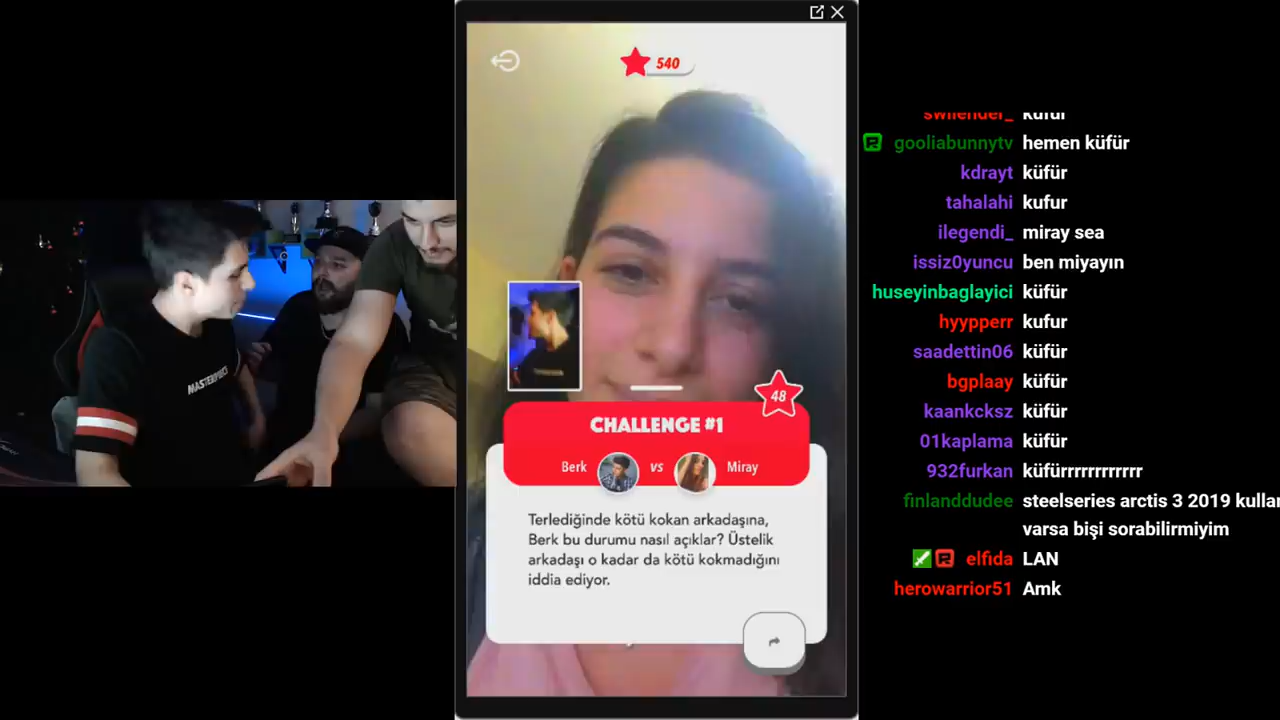 540
48
CHALLENGE #1
Berk vs Miray
Terlediğinde kötü kokan arkadaşına,
Berk bu durumu nasıl açıklar? Üstelik
arkadaşı o kadar da kötü kokmadığını
iddia ediyor.
swilendel_ küfür
gooliabunnytv hemen küfür
kdrayt küfür
tahalahi kufur
ilegendi_ miray sea
issiz0yuncu ben miyayın
huseyinbaglayici küfür
hyypperr kufur
saadettin06 küfür
bgplaay küfür
kaankcksz küfür
01kaplama küfür
932furkan küfürrrrrrrrrrrr
finlanddudee steelseries arctis 3 2019 kullar
varsa bişi sorabilirmiyim
elfida LAN
herowarrior51 Amk